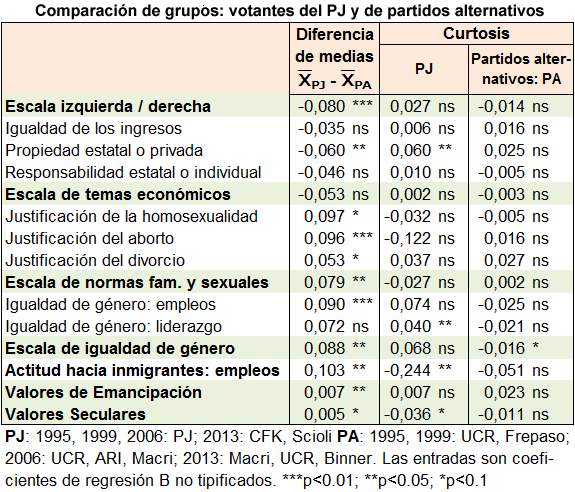 Comparación de grupos: votantes del PJ y de partidos alternativos
Diferencia de medias X̅PJ - X̅PA Curtosis
PJ Partidos alter-nativos: PA
Escala izquierda / derecha -0,080 *** 0,027 ns -0,014 ns
Igualdad de los ingresos -0,035 ns 0,006 ns 0,016 ns
Propiedad estatal o privada -0,060 ** 0,060 ** 0,025 ns
Responsabilidad estatal o individual -0,046 ns 0,010 ns -0,005 ns
Escala de temas económicos -0,053 ns 0,002 ns -0,003 ns
Justificación de la homosexualidad 0,097 * -0,032 ns -0,005 ns
Justificación del aborto 0,096 *** -0,122 ns 0,016 ns
Justificación del divorcio 0,053 * 0,037 ns 0,027 ns
Escala de normas fam. y sexuales 0,079 ** -0,027 ns 0,002 ns
Igualdad de género: empleos 0,090 *** 0,074 ns -0,025 ns
Igualdad de género: liderazgo 0,072 ns 0,040 ** -0,021 ns
Escala de igualdad de género 0,088 ** 0,068 ns -0,016 *
Actitud hacia inmigrantes: empleos 0,103 ** -0,244 ** -0,051 ns
Valores de Emancipación 0,007 ** 0,007 ns 0,023 ns
Valores Seculares 0,005 * -0,036 * -0,011 ns
PJ: 1995, 1999, 2006: PJ; 2013: CFK, Scioli PA: 1995, 1999: UCR, Frepaso;
2006: UCR, ARI, Macri; 2013: Macri, UCR, Binner. Las entradas son coefi-
cientes de regresión B no tipificados. ***p<0.01; **p<0.05; *p<0.1